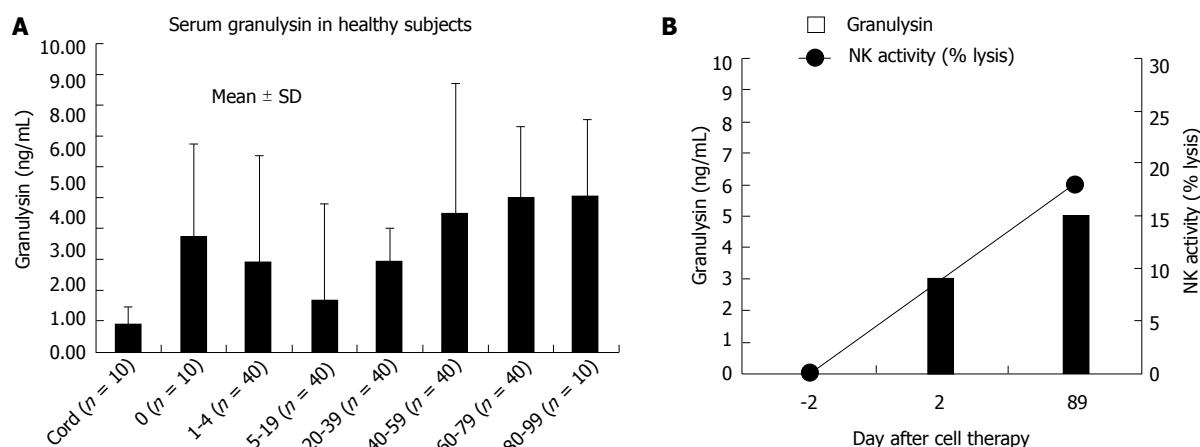 A
Serum granulysin in healthy subjects
10.00
9.00
8.00
7.00
6.00
5.00
4.00
3.00
2.00
1.00
0.00
Granulysin (ng/mL)
Mean ± SD
Cord (n = 10)
0 (n = 10)
1-4 (n = 40)
5-19 (n = 40)
20-39 (n = 40)
40-59 (n = 40)
60-79 (n = 40)
80-99 (n = 10)
B
Granulysin
NK activity (% lysis)
10
9
8
7
6
5
4
3
2
1
0
Granulysin (ng/mL)
30
25
20
15
10
5
0
NK activity (% lysis)
-2
2
89
Day after cell therapy